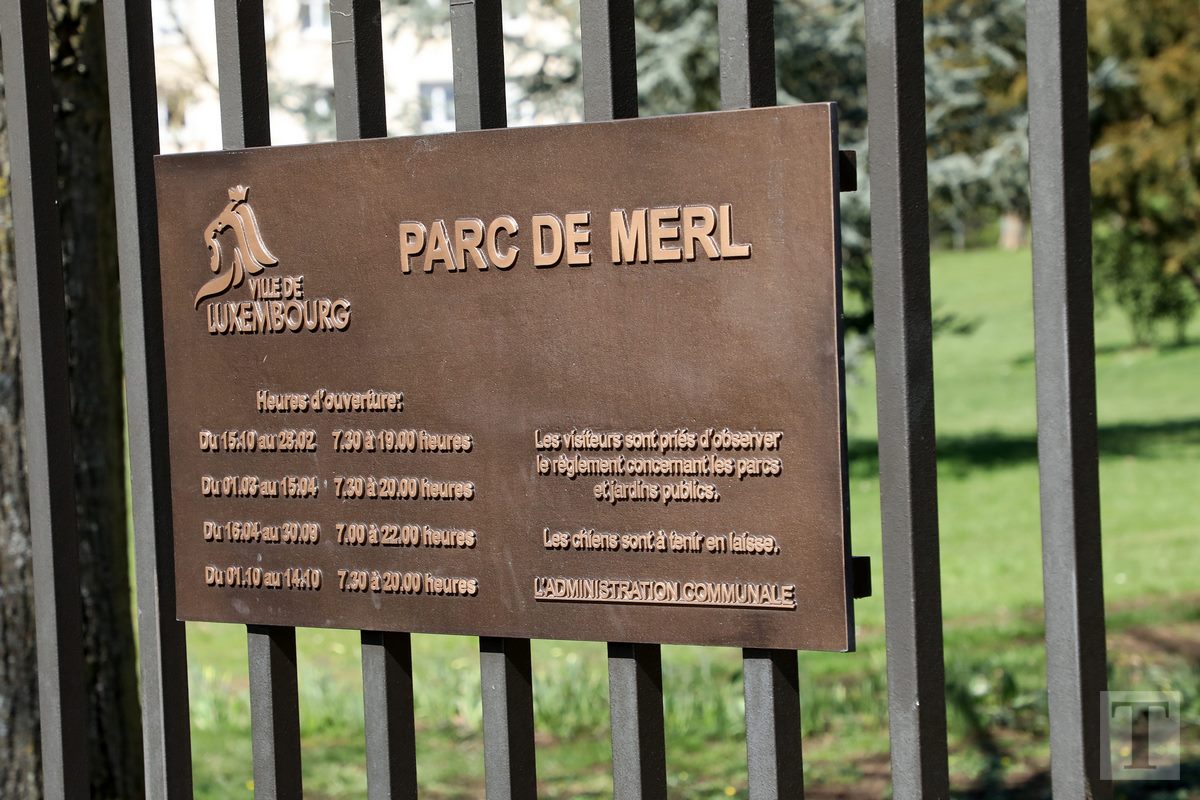 PARC DE MERL
VILLE DE
LUXEMBOURG
Heures d'ouverture:
Du 15.10 au 28.02 7.30 à 19.00 heures
Du 01.03 au 15.04 7.30 à 20.00 heures
Du 16.04 au 30.09 7.00 à 22.00 heures
Du 01.10 au 14.10 7.30 à 20.00 heures
Les visiteurs sont priés d'observer
le règlement concernant les parcs
et jardins publics.
Les chiens sont à tenir en laisse.
L'ADMINISTRATION COMMUNALE
T